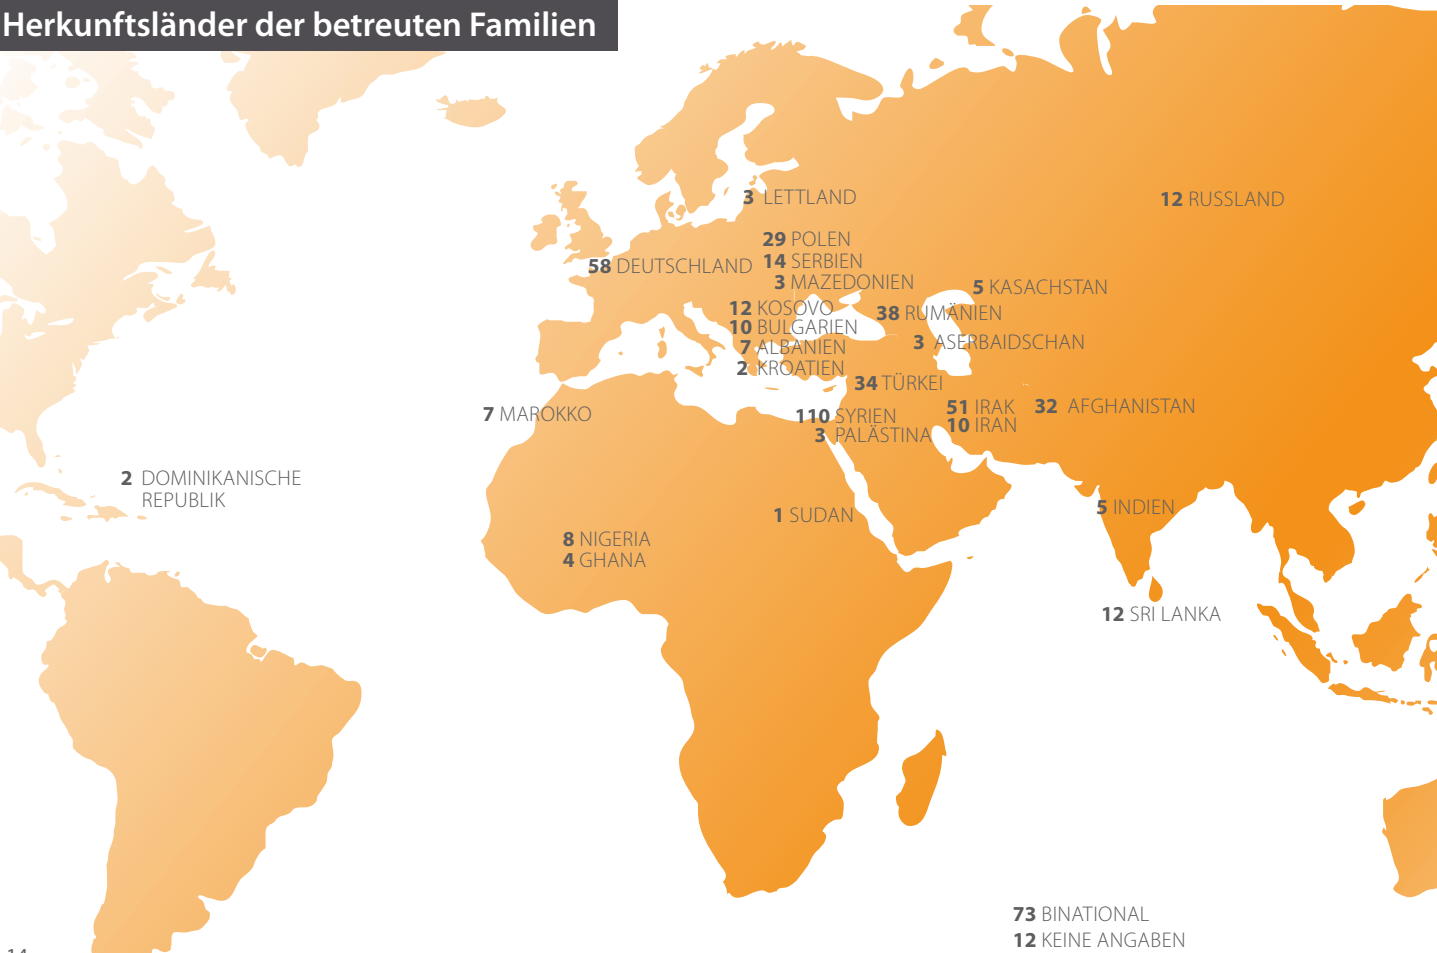 Herkunftsländer der betreuten Familien
3 LETTLAND
12 RUSSLAND
29 POLEN
58 DEUTSCHLAND
14 SERBIEN
3 MAZEDONIEN
5 KASACHSTAN
12 KOSOVO
38 RUMÄNIEN
10 BULGARIEN
7 ALBANIEN
3 ASERBAIDSCHAN
2 KROATIEN
34 TÜRKEI
7 MAROKKO
110 SYRIEN
51 IRAK
32 AFGHANISTAN
3 PALÄSTINA
10 IRAN
2 DOMINIKANISCHE
REPUBLIK
1 SUDAN
5 INDIEN
8 NIGERIA
4 GHANA
12 SRI LANKA
73 BINATIONAL
12 KEINE ANGABEN